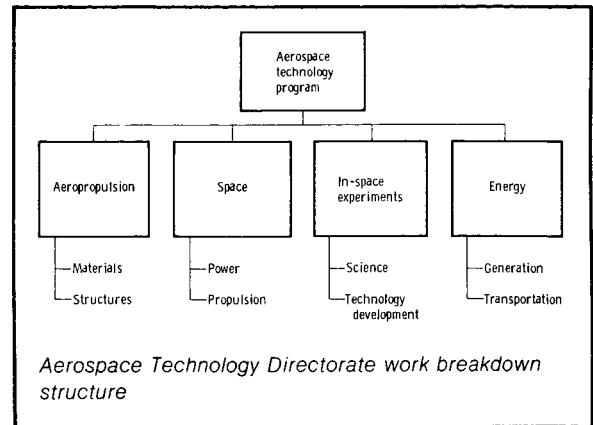 Aerospace
technology
program
Aeropropulsion
Space
In-space
experiments
Energy
Materials
Structures
Power
Propulsion
Science
Technology
development
Generation
Transportation
Aerospace Technology Directorate work breakdown
structure